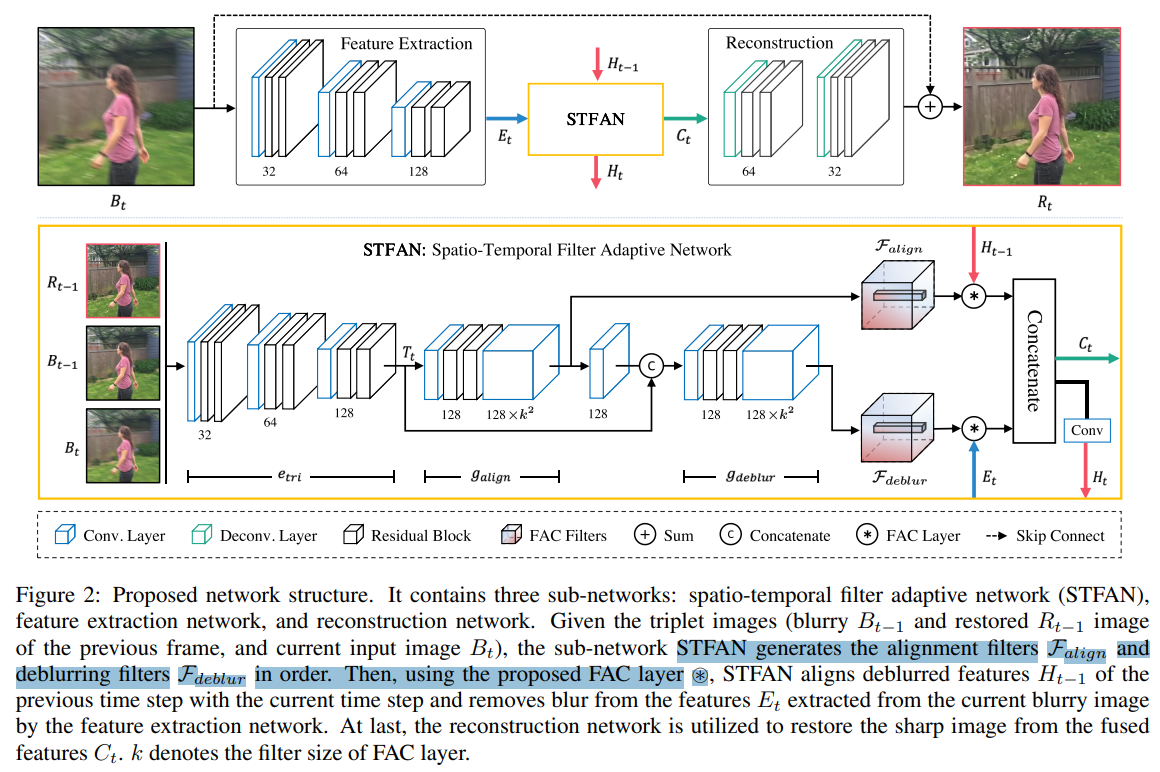 Feature Extraction
Reconstruction
H_{t-1}
STFAN
E_t
C_t
H_t
32
64
128
64
32
+
B_t
R_t
STFAN: Spatio-Temporal Filter Adaptive Network
F_{align}
H_{t-1}
R_{t-1}
B_{t-1}
B_t
T_t
C
*
Concatenate
C_t
32
64
128
128
128×k²
128
128
128×k²
*
Conv
e_{tri}
g_{align}
g_{deblur}
F_{deblur}
E_t
H_t
Conv. Layer
Deconv. Layer
Residual Block
FAC Filters
+ Sum
C Concatenate
* FAC Layer
Skip Connect
Figure 2: Proposed network structure. It contains three sub-networks: spatio-temporal filter adaptive network (STFAN),
feature extraction network, and reconstruction network. Given the triplet images (blurry B_{t−1} and restored R_{t−1} image
of the previous frame, and current input image B_t), the sub-network STFAN generates the alignment filters F_{align} and
deblurring filters F_{deblur} in order. Then, using the proposed FAC layer ⊛, STFAN aligns deblurred features H_{t−1} of the
previous time step with the current time step and removes blur from the features E_t extracted from the current blurry image
by the feature extraction network. At last, the reconstruction network is utilized to restore the sharp image from the fused
features C_t. k denotes the filter size of FAC layer.